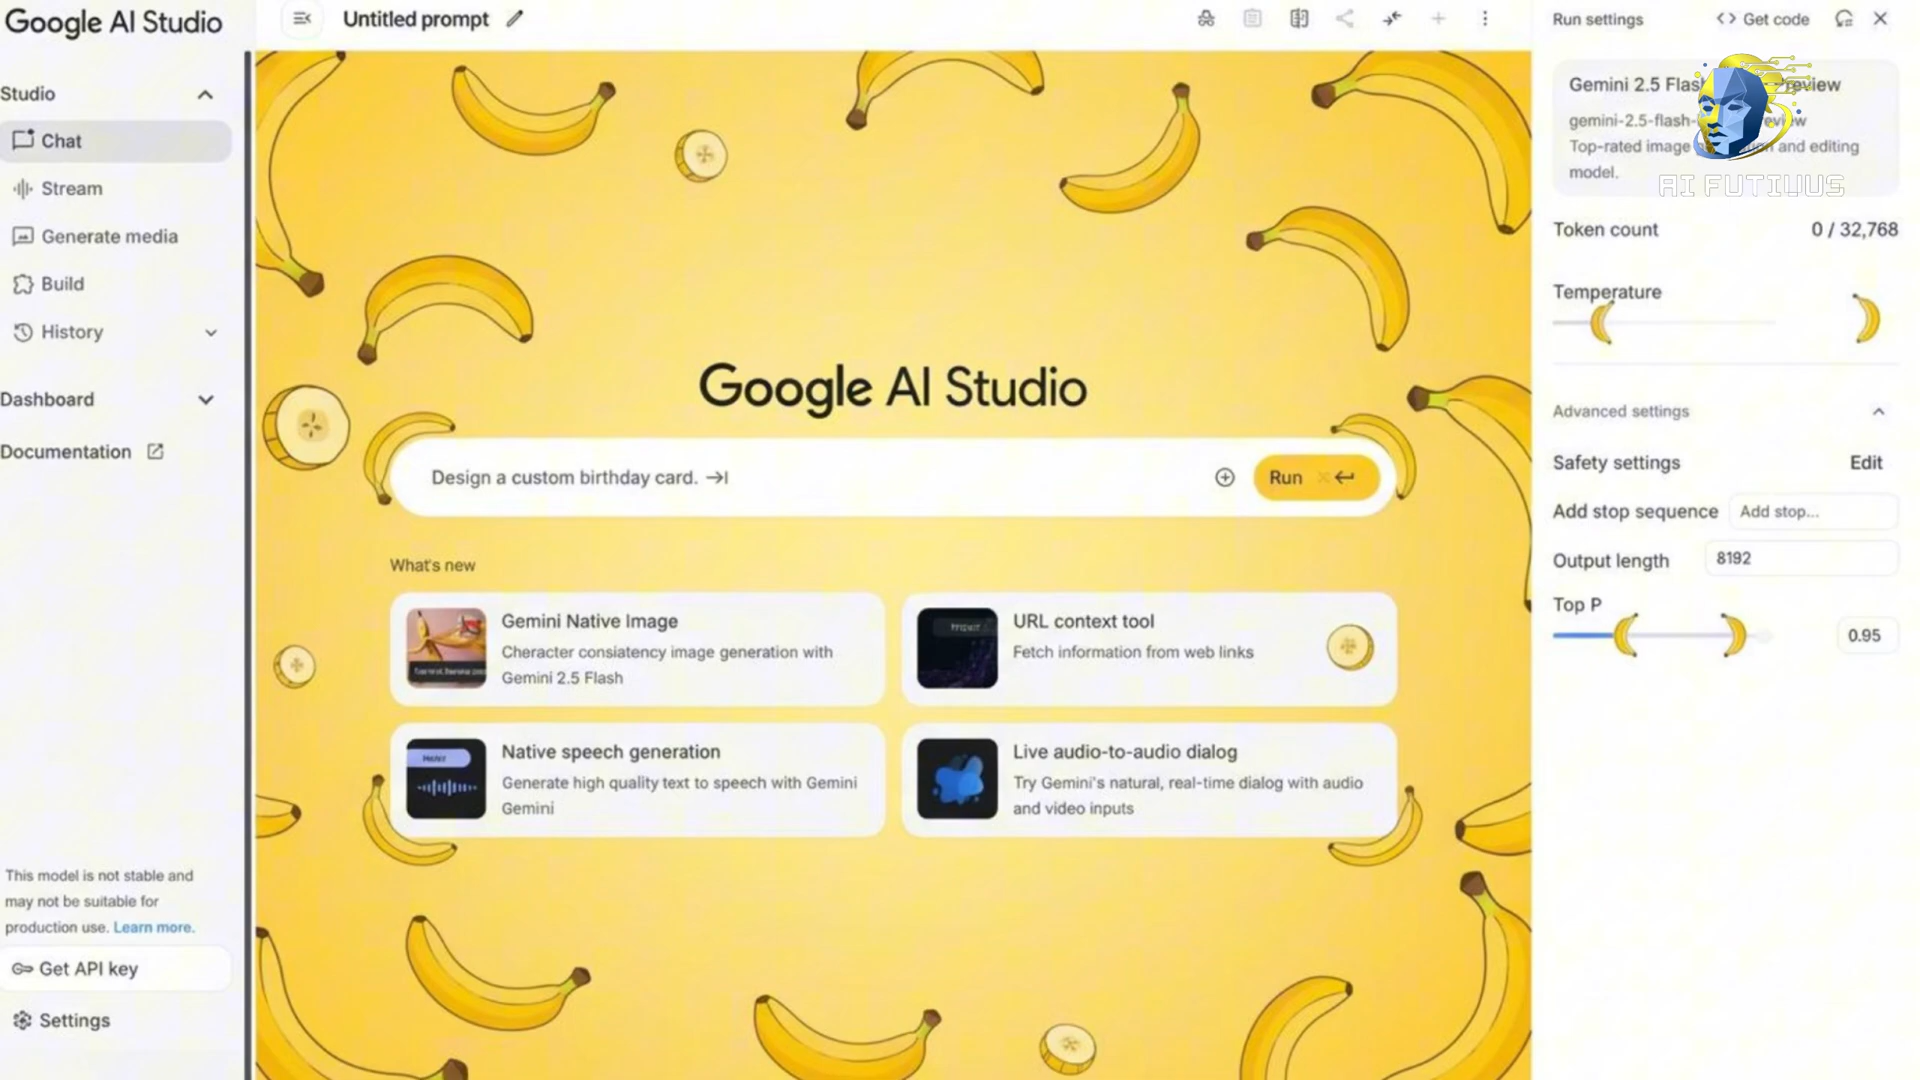 Google AI Studio
Studio
Chat
Stream
Generate media
Build
History
Dashboard
Documentation
This model is not stable and
may not be suitable for
production use. Learn more.
Get API key
Settings
Untitled prompt
Google AI Studio
Design a custom birthday card.
Run
What's new
Gemini Native Image
Character consiatency image generation with
Gemini 2.5 Flash
URL context tool
Fetch information from web links
Native speech generation
Generate high quality text to speech with Gemini
Gemini
Live audio-to-audio dialog
Try Gemini's natural, real-time dialog with audio
and video inputs
Run settings
<> Get code
Gemini 2.5 Preview
gemini-2.5-flash-
Top-rated image and editing
model.
AI FUTILUS
Token count
0 / 32,768
Temperature
Advanced settings
Safety settings
Edit
Add stop sequence
Add stop...
Output length
8192
Top P
0.95